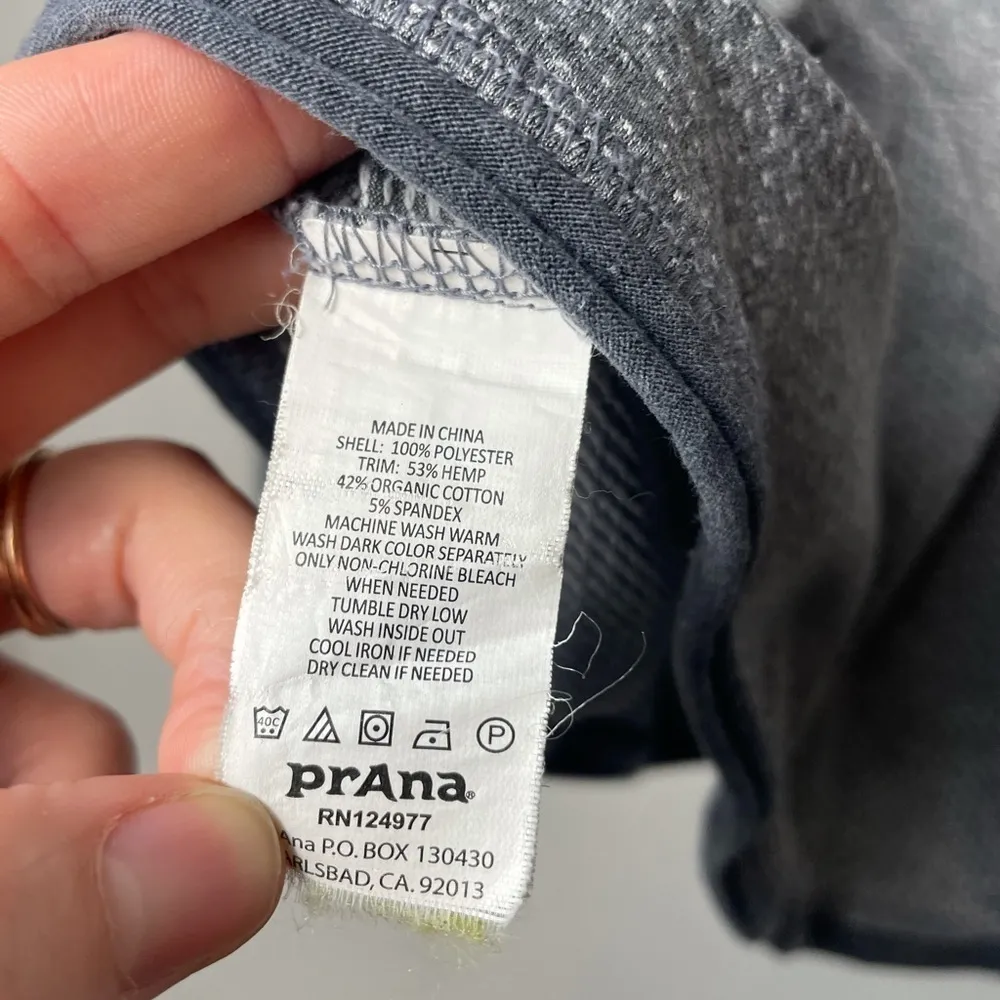 MADE IN CHINA
SHELL: 100% POLYESTER
TRIM: 53% HEMP
42% ORGANIC COTTON
5% SPANDEX
MACHINE WASH WARM
WASH DARK COLOR SEPARATELY
ONLY NON-CHLORINE BLEACH
WHEN NEEDED
TUMBLE DRY LOW
WASH INSIDE OUT
COOL IRON IF NEEDED
DRY CLEAN IF NEEDED
40C P
prAna®
RN124977
Ana P.O. BOX 130430
ARLSBAD, CA. 92013